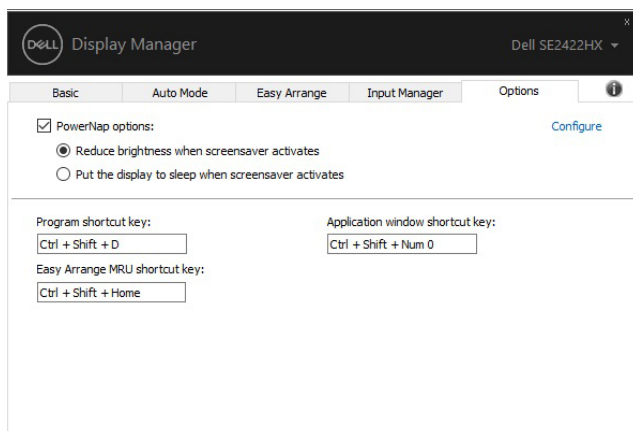 x
DELL Display Manager Dell SE2422HX
Basic Auto Mode Easy Arrange Input Manager Options i
PowerNap options: Configure
Reduce brightness when screensaver activates
Put the display to sleep when screensaver activates
Program shortcut key: Application window shortcut key:
Ctrl + Shift + D Ctrl + Shift + Num 0
Easy Arrange MRU shortcut key:
Ctrl + Shift + Home